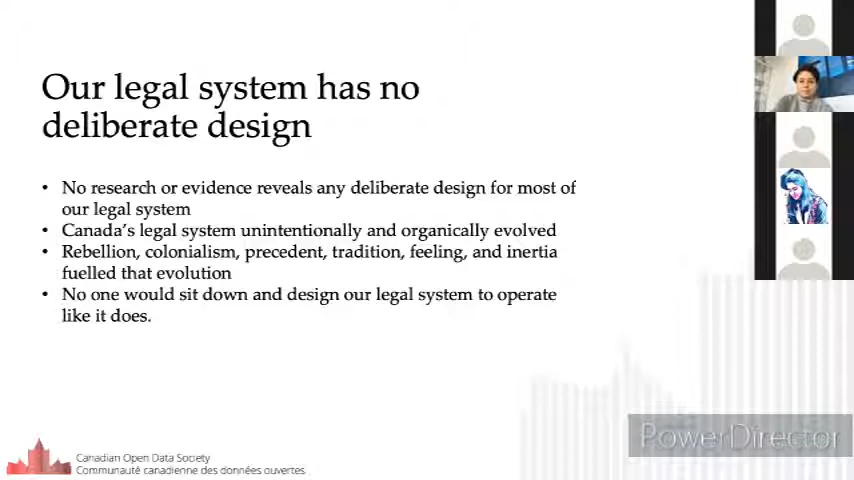 Our legal system has no
deliberate design
• No research or evidence reveals any deliberate design for most of
our legal system
• Canada's legal system unintentionally and organically evolved
• Rebellion, colonialism, precedent, tradition, feeling, and inertia
fuelled that evolution
• No one would sit down and design our legal system to operate
like it does.
Canadian Open Data Society
Communauté canadienne des données ouvertes
PowerDirector